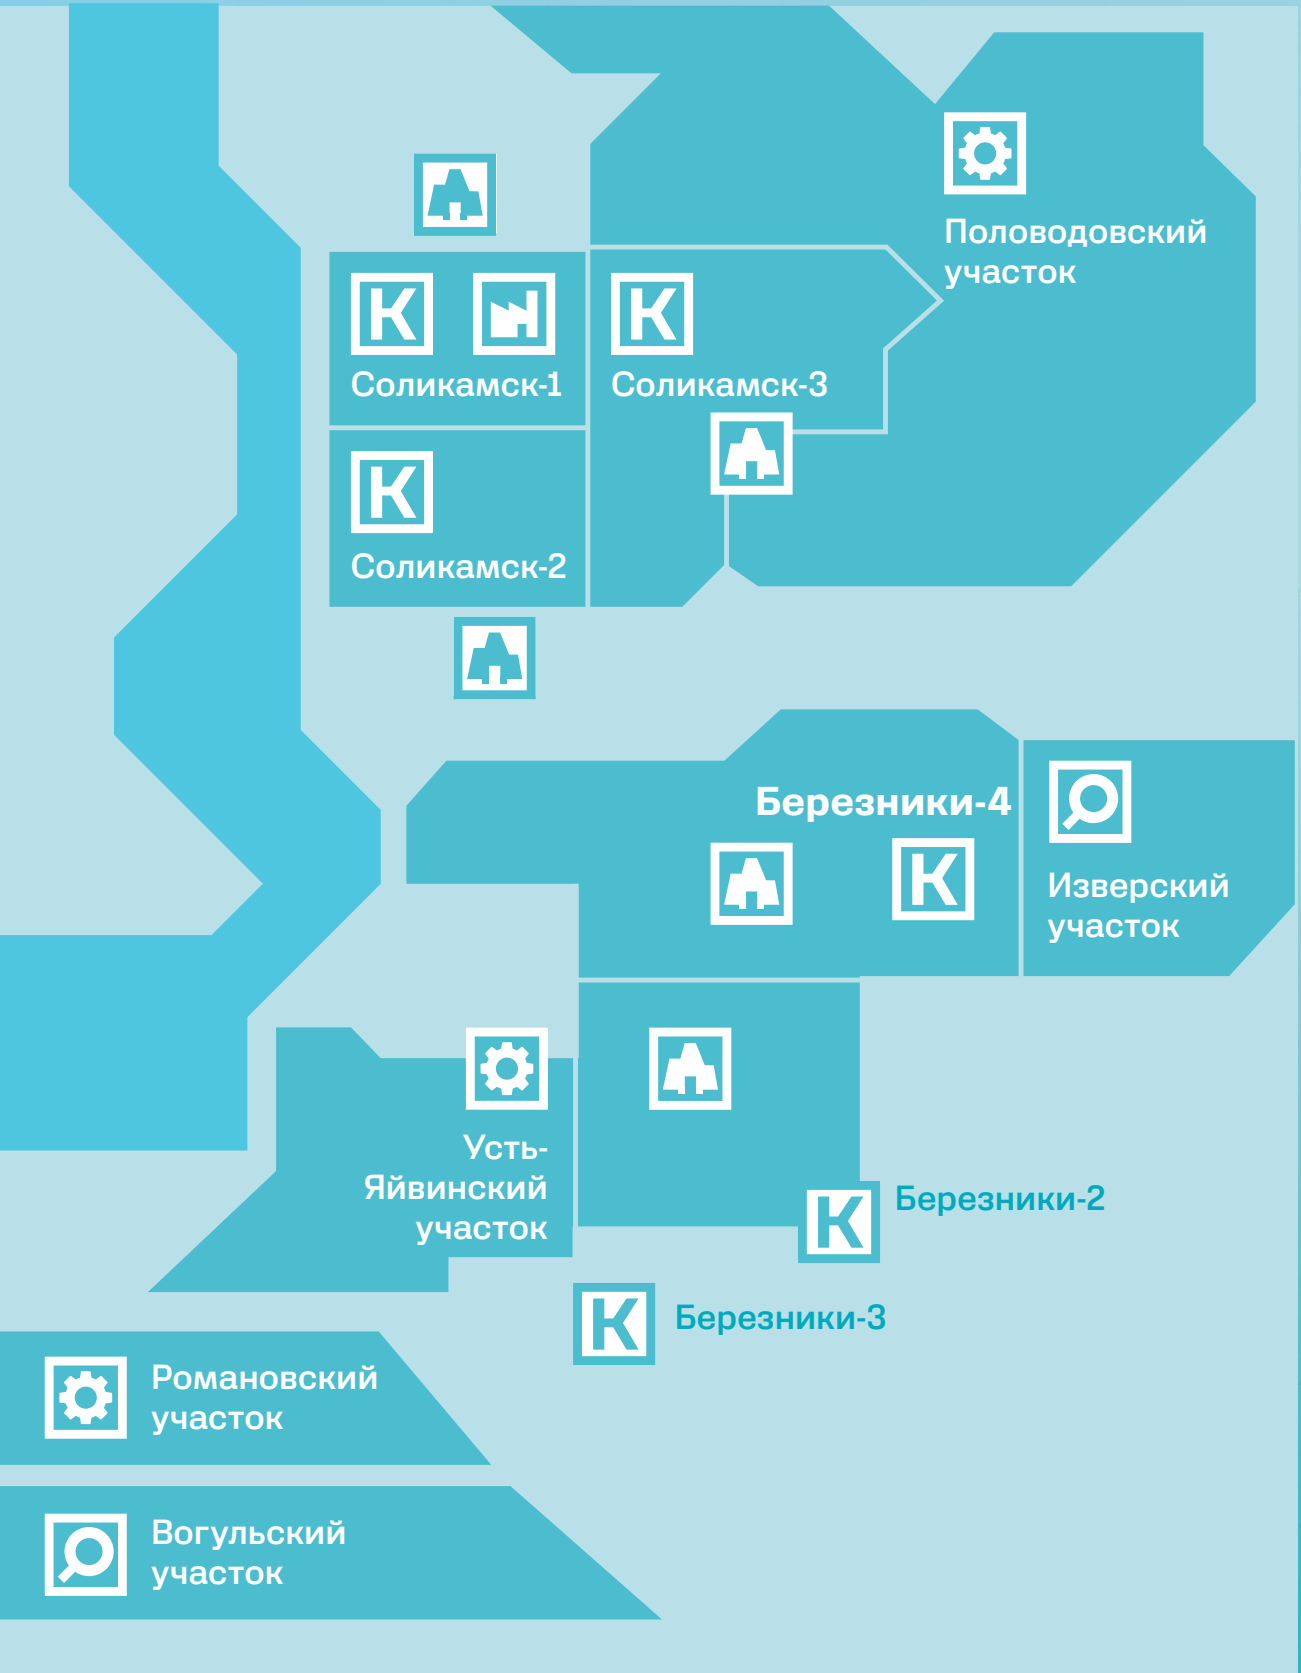 Половодовский
участок
К
К
Соликамск-1
Соликамск-3
К
Соликамск-2
Березники-4
К
Изверский
участок
Усть-
Яйвинский
участок
К
Березники-2
К
Березники-3
Романовский
участок
Вогульский
участок